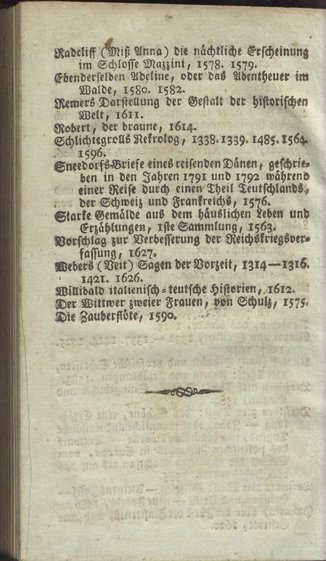 Radcliff (Miß Anna) die nächtliche Erscheinung
im Schlosse Mazzini, 1578. 1579.
Ebenderselben Adeline, oder das Abentheuer im
Walde, 1580. 1582.
Remers Darstellung der Gestalt der historischen
Welt, 1611.
Robert, der braune, 1614.
Schlichtegrolls Nekrolog, 1338. 1339. 1485. 1564.
1596.
Sneedorfs Briefe eines reisenden Dänen, geschrie-
ben in den Jahren 1791 und 1792 während
einer Reise durch einen Theil Teutschlands,
der Schweiz und Frankreichs, 1576.
Starke Gemälde aus dem häuslichen Leben und
Erzählungen, 1ste Sammlung, 1563.
Vorschlag zur Verbesserung der Reichskriegsver-
fassung, 1627.
Webers (Veit) Sagen der Vorzeit, 1314—1316.
1421. 1626.
Willibald italienisch-teutsche Historien, 1612.
Der Wittwer zweier Frauen, von Schulz, 1575.
Die Zauberflöte, 1590.